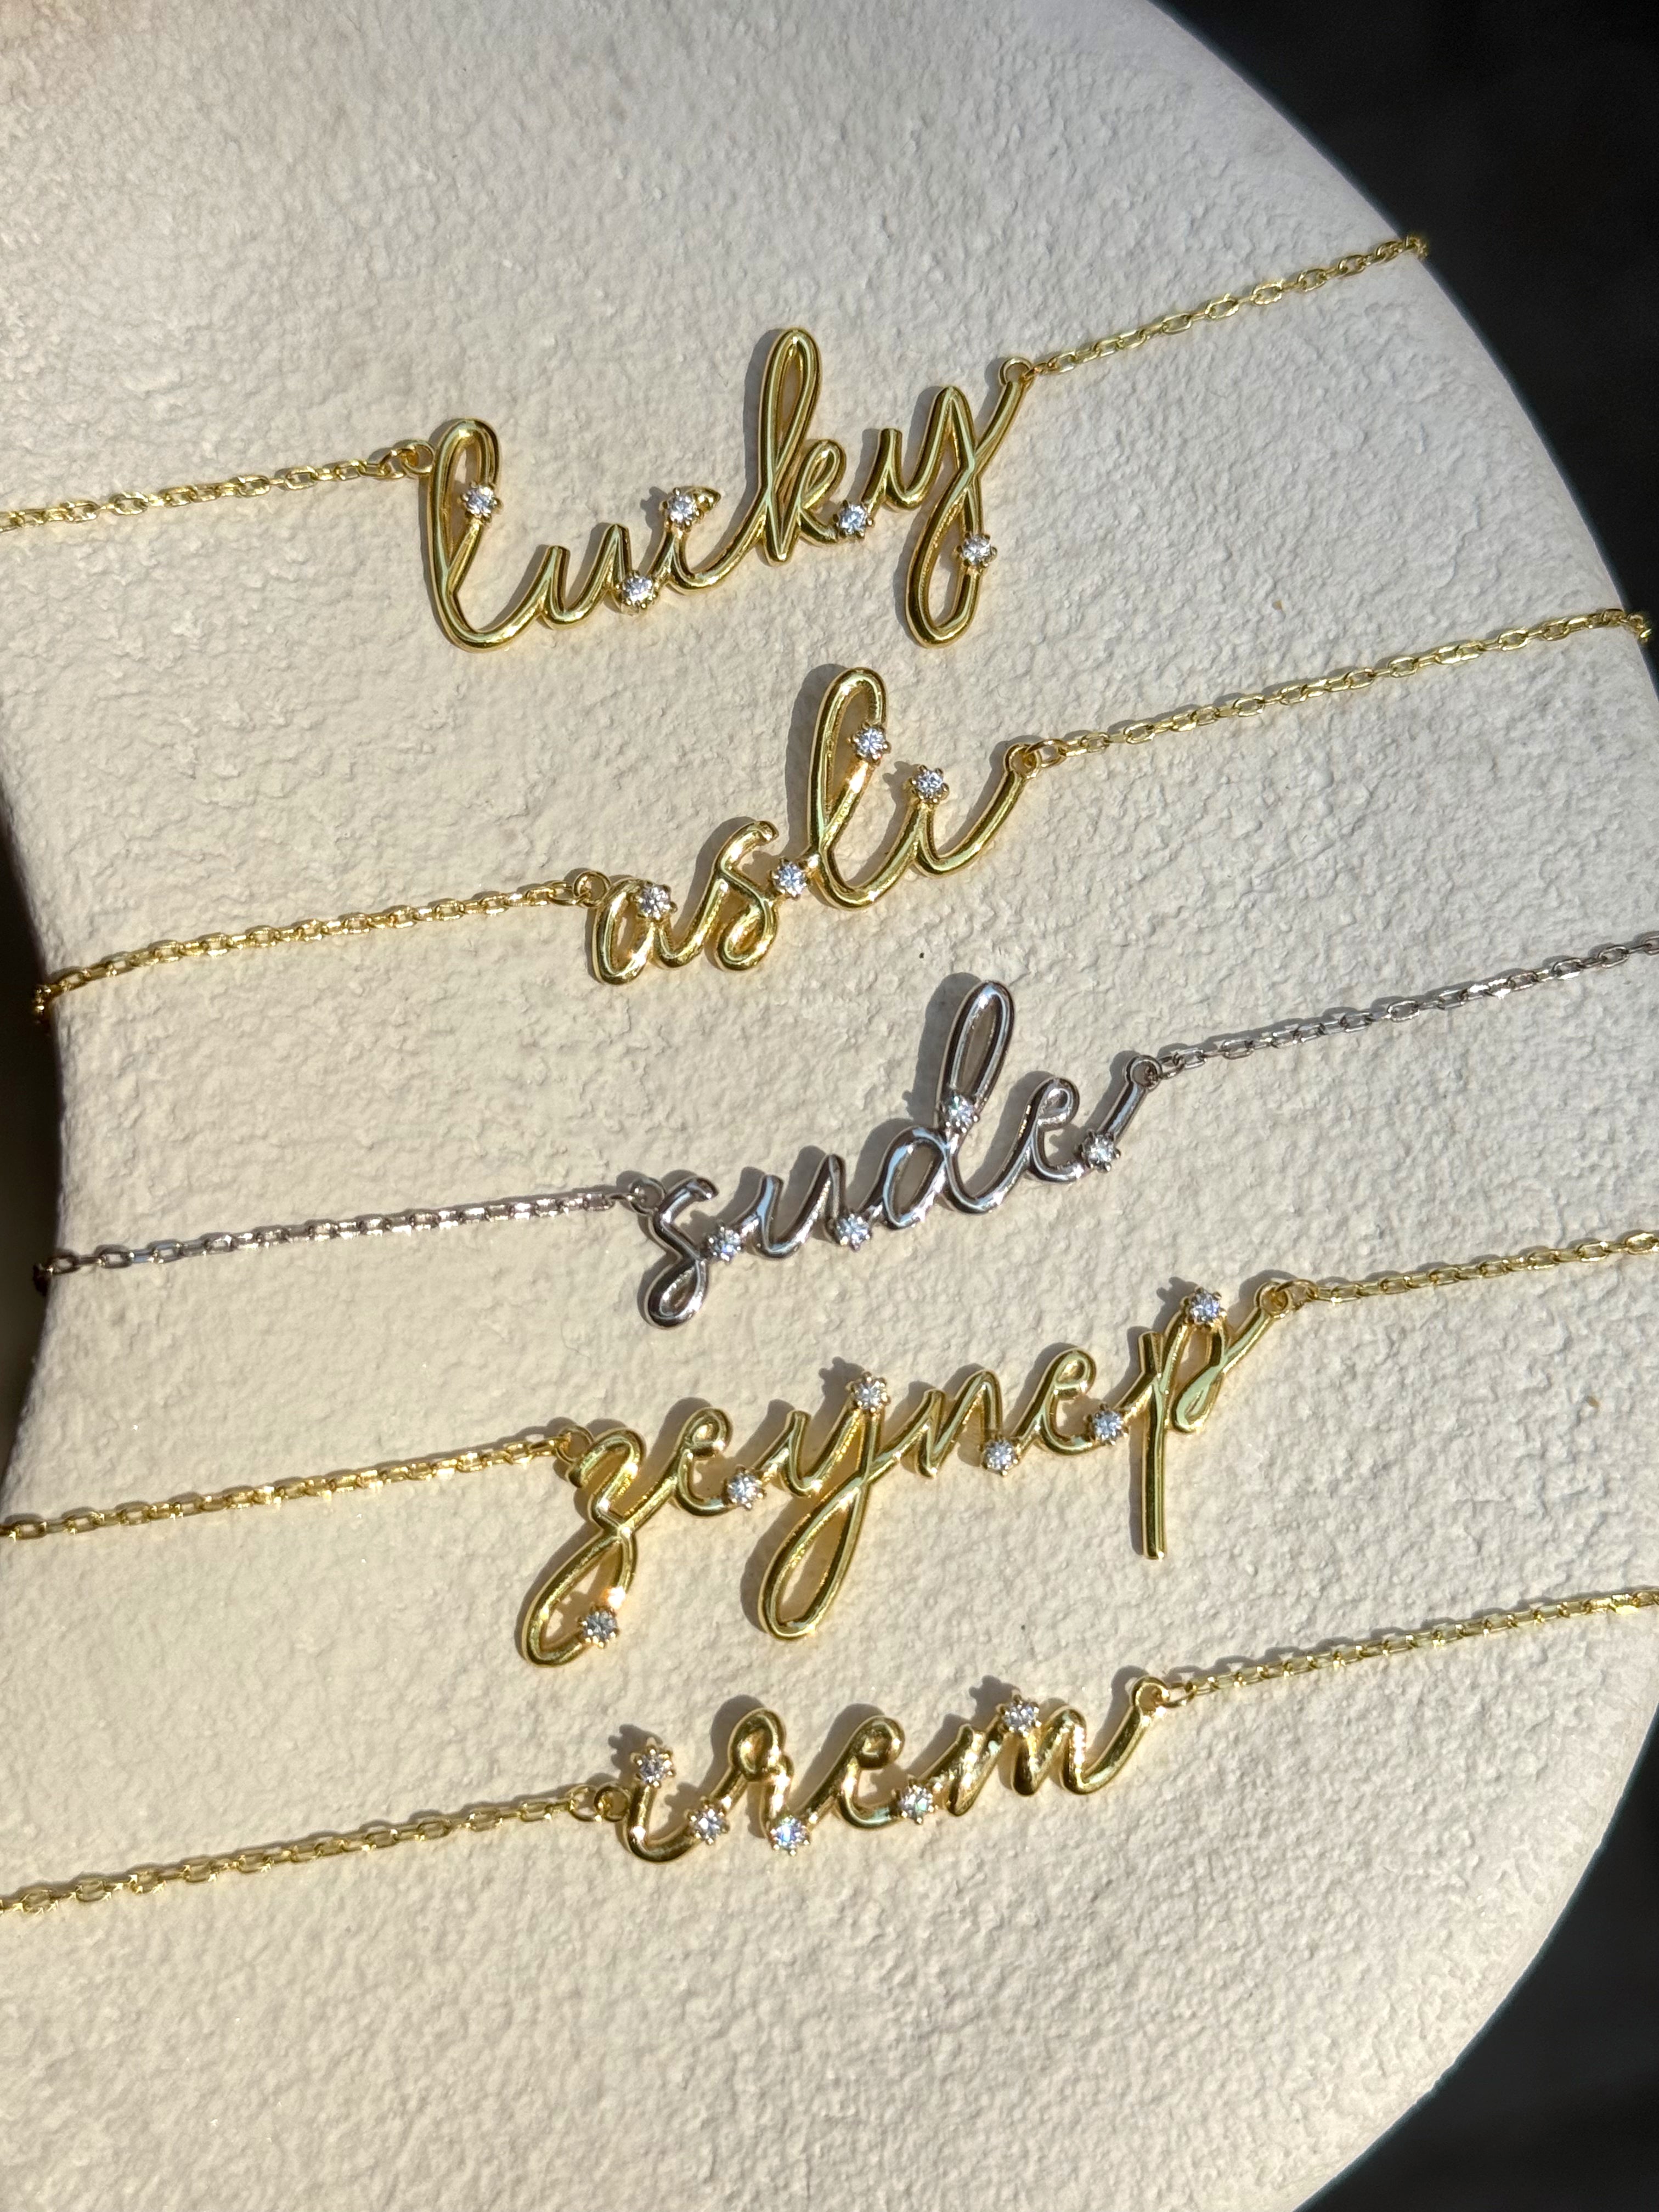 lucky
asli
sude
zeynep
irem